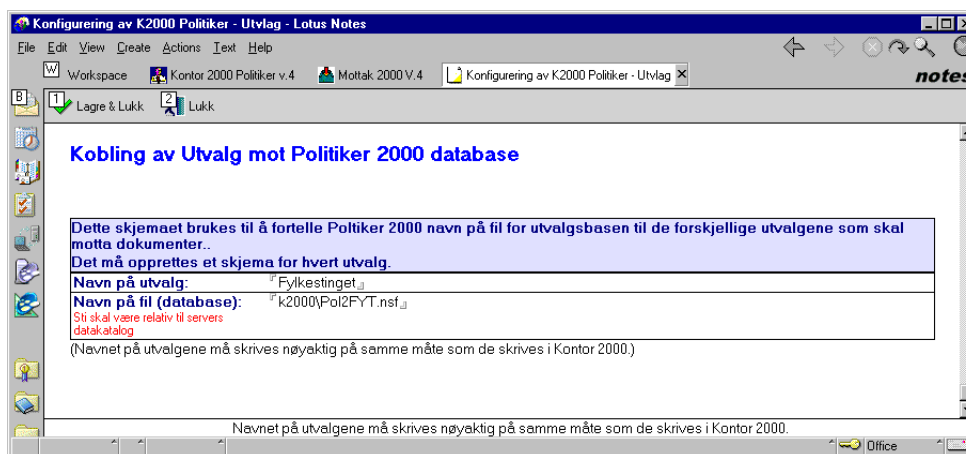 Konfigurering av K2000 Politiker - Utvlag - Lotus Notes
File Edit View Create Actions Text Help
W Workspace Kontor 2000 Politiker v.4 Mottak 2000 V.4 Konfigurering av K2000 Politiker - Utvlag notes
B 1 Lagre & Lukk 2 Lukk
Kobling av Utvalg mot Politiker 2000 database
Dette skjemaet brukes til å fortelle Poltiker 2000 navn på fil for utvalgsbasen til de forskjellige utvalgene som skal
motta dokumenter..
Det må opprettes et skjema for hvert utvalg.
Navn på utvalg: Fylkestinget
Navn på fil (database): k2000\Pol2FYT.nsf
Sti skal være relativ til servers
datakatalog
(Navnet på utvalgene må skrives nøyaktig på samme måte som de skrives i Kontor 2000.)
Navnet på utvalgene må skrives nøyaktig på samme måte som de skrives i Kontor 2000.
Office